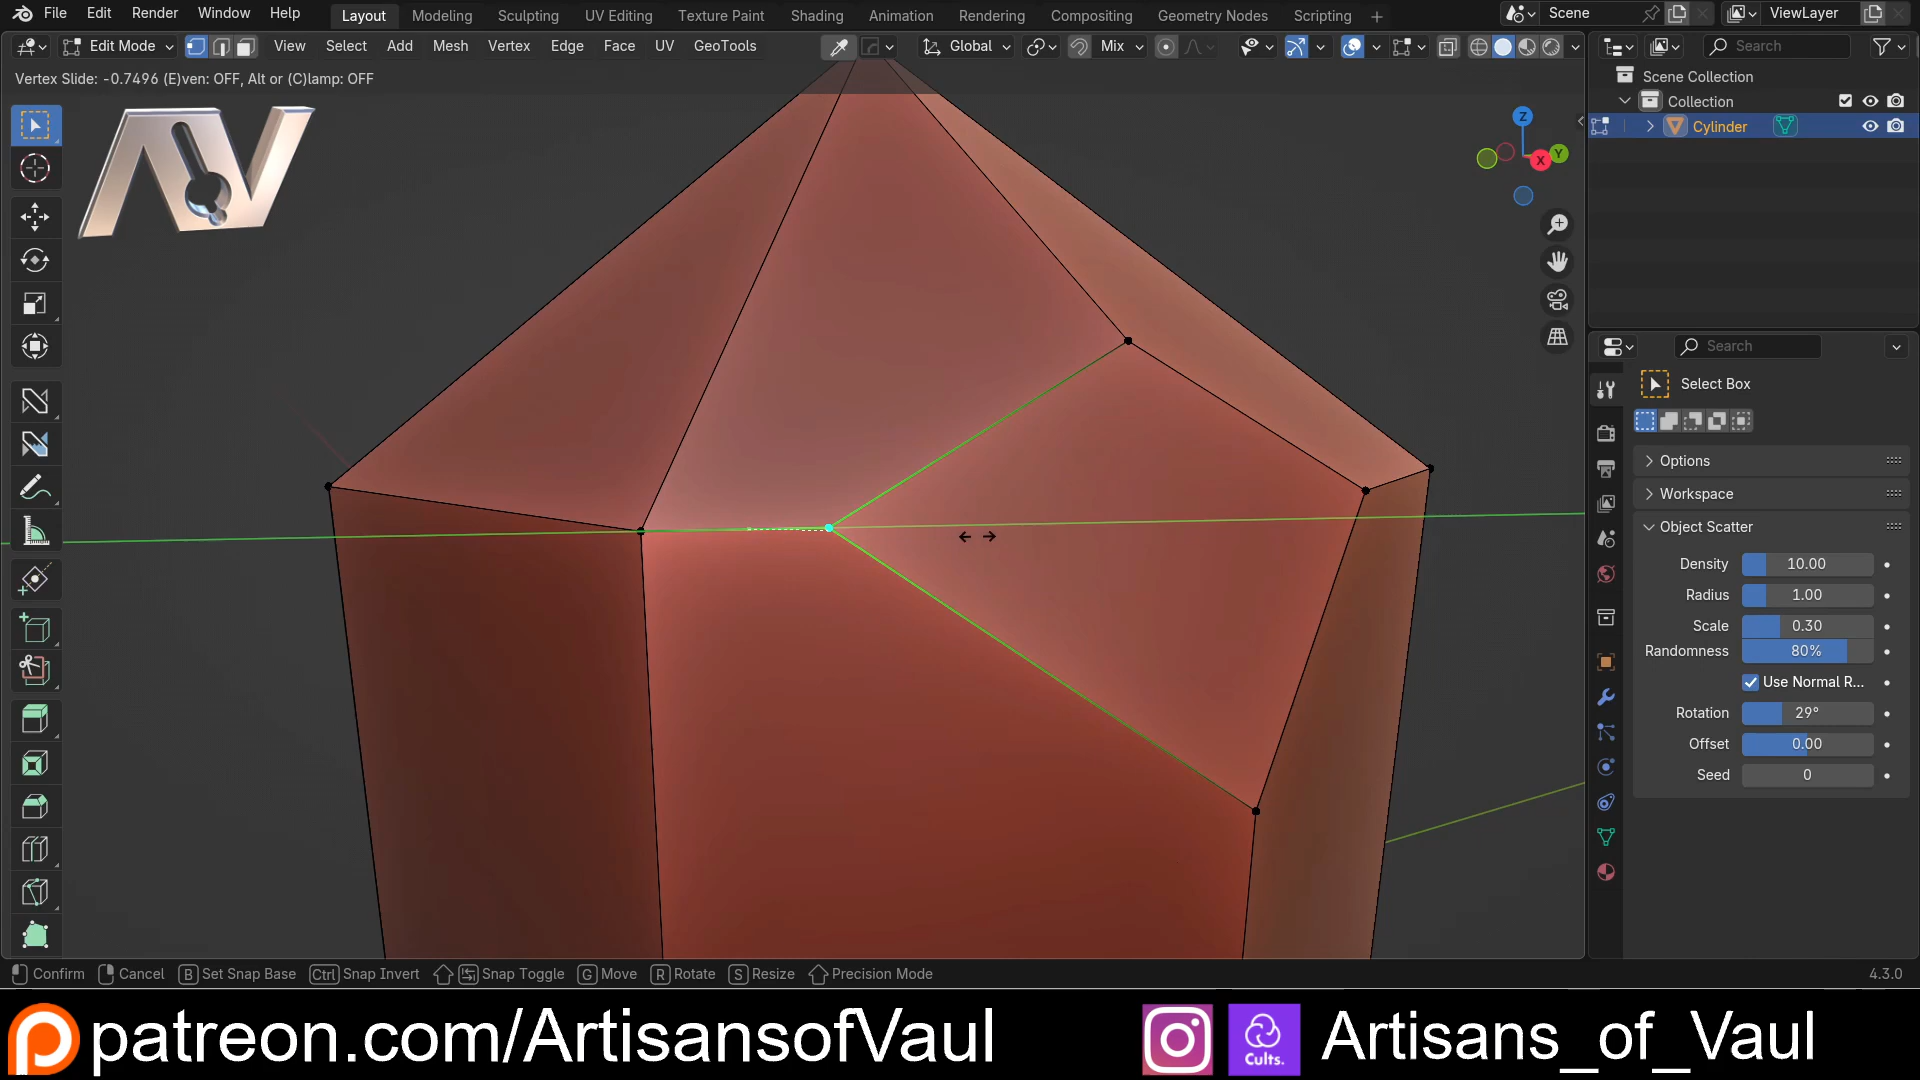 File Edit Render Window Help Layout Modeling Sculpting UV Editing Texture Paint Shading Animation Rendering Compositing Geometry Nodes Scripting + Scene ViewLayer
Edit Mode View Select Add Mesh Vertex Edge Face UV GeoTools Global Mix Search
Vertex Slide: -0.7496 (E)ven: OFF, Alt or (C)lamp: OFF
Scene Collection
Collection
Cylinder
AV
Z
X Y
Search
Select Box
Options
Workspace
Object Scatter
Density 10.00
Radius 1.00
Scale 0.30
Randomness 80%
Use Normal R...
Rotation 29°
Offset 0.00
Seed 0
Confirm Cancel B Set Snap Base Ctrl Snap Invert Snap Toggle G Move R Rotate S Resize Precision Mode 4.3.0
patreon.com/ArtisansofVaul Cults. Artisans_of_Vaul